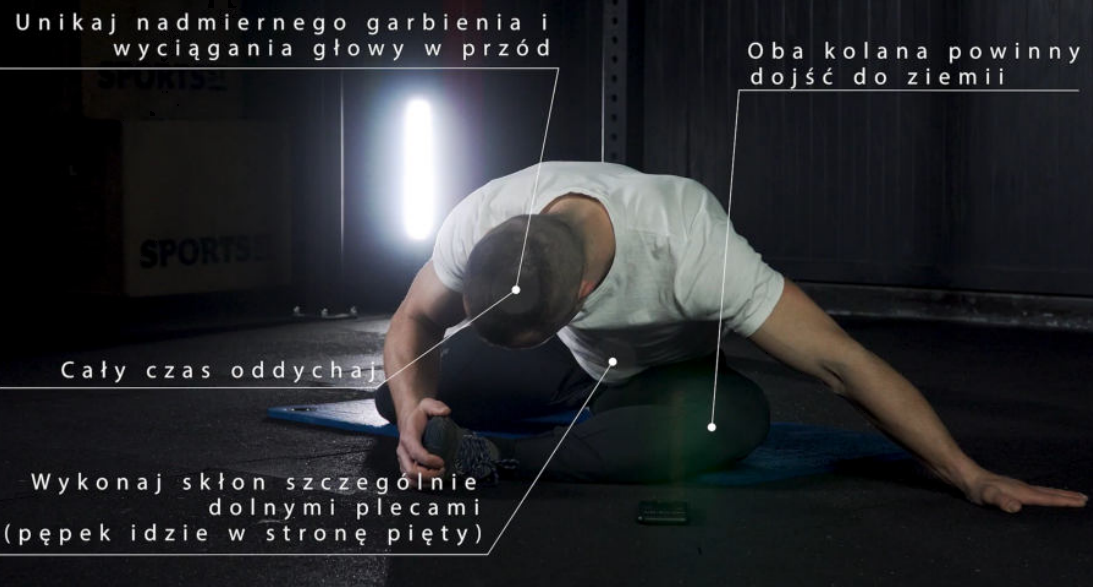 Unikaj nadmiernego garbienia i
wyciągania głowy w przód
Oba kolana powinny
dojść do ziemii
SPORTS
SPORTS
Cały czas oddychaj
Wykonaj skłon szczególnie
dolnymi plecami
(pępek idzie w stronę pięty)